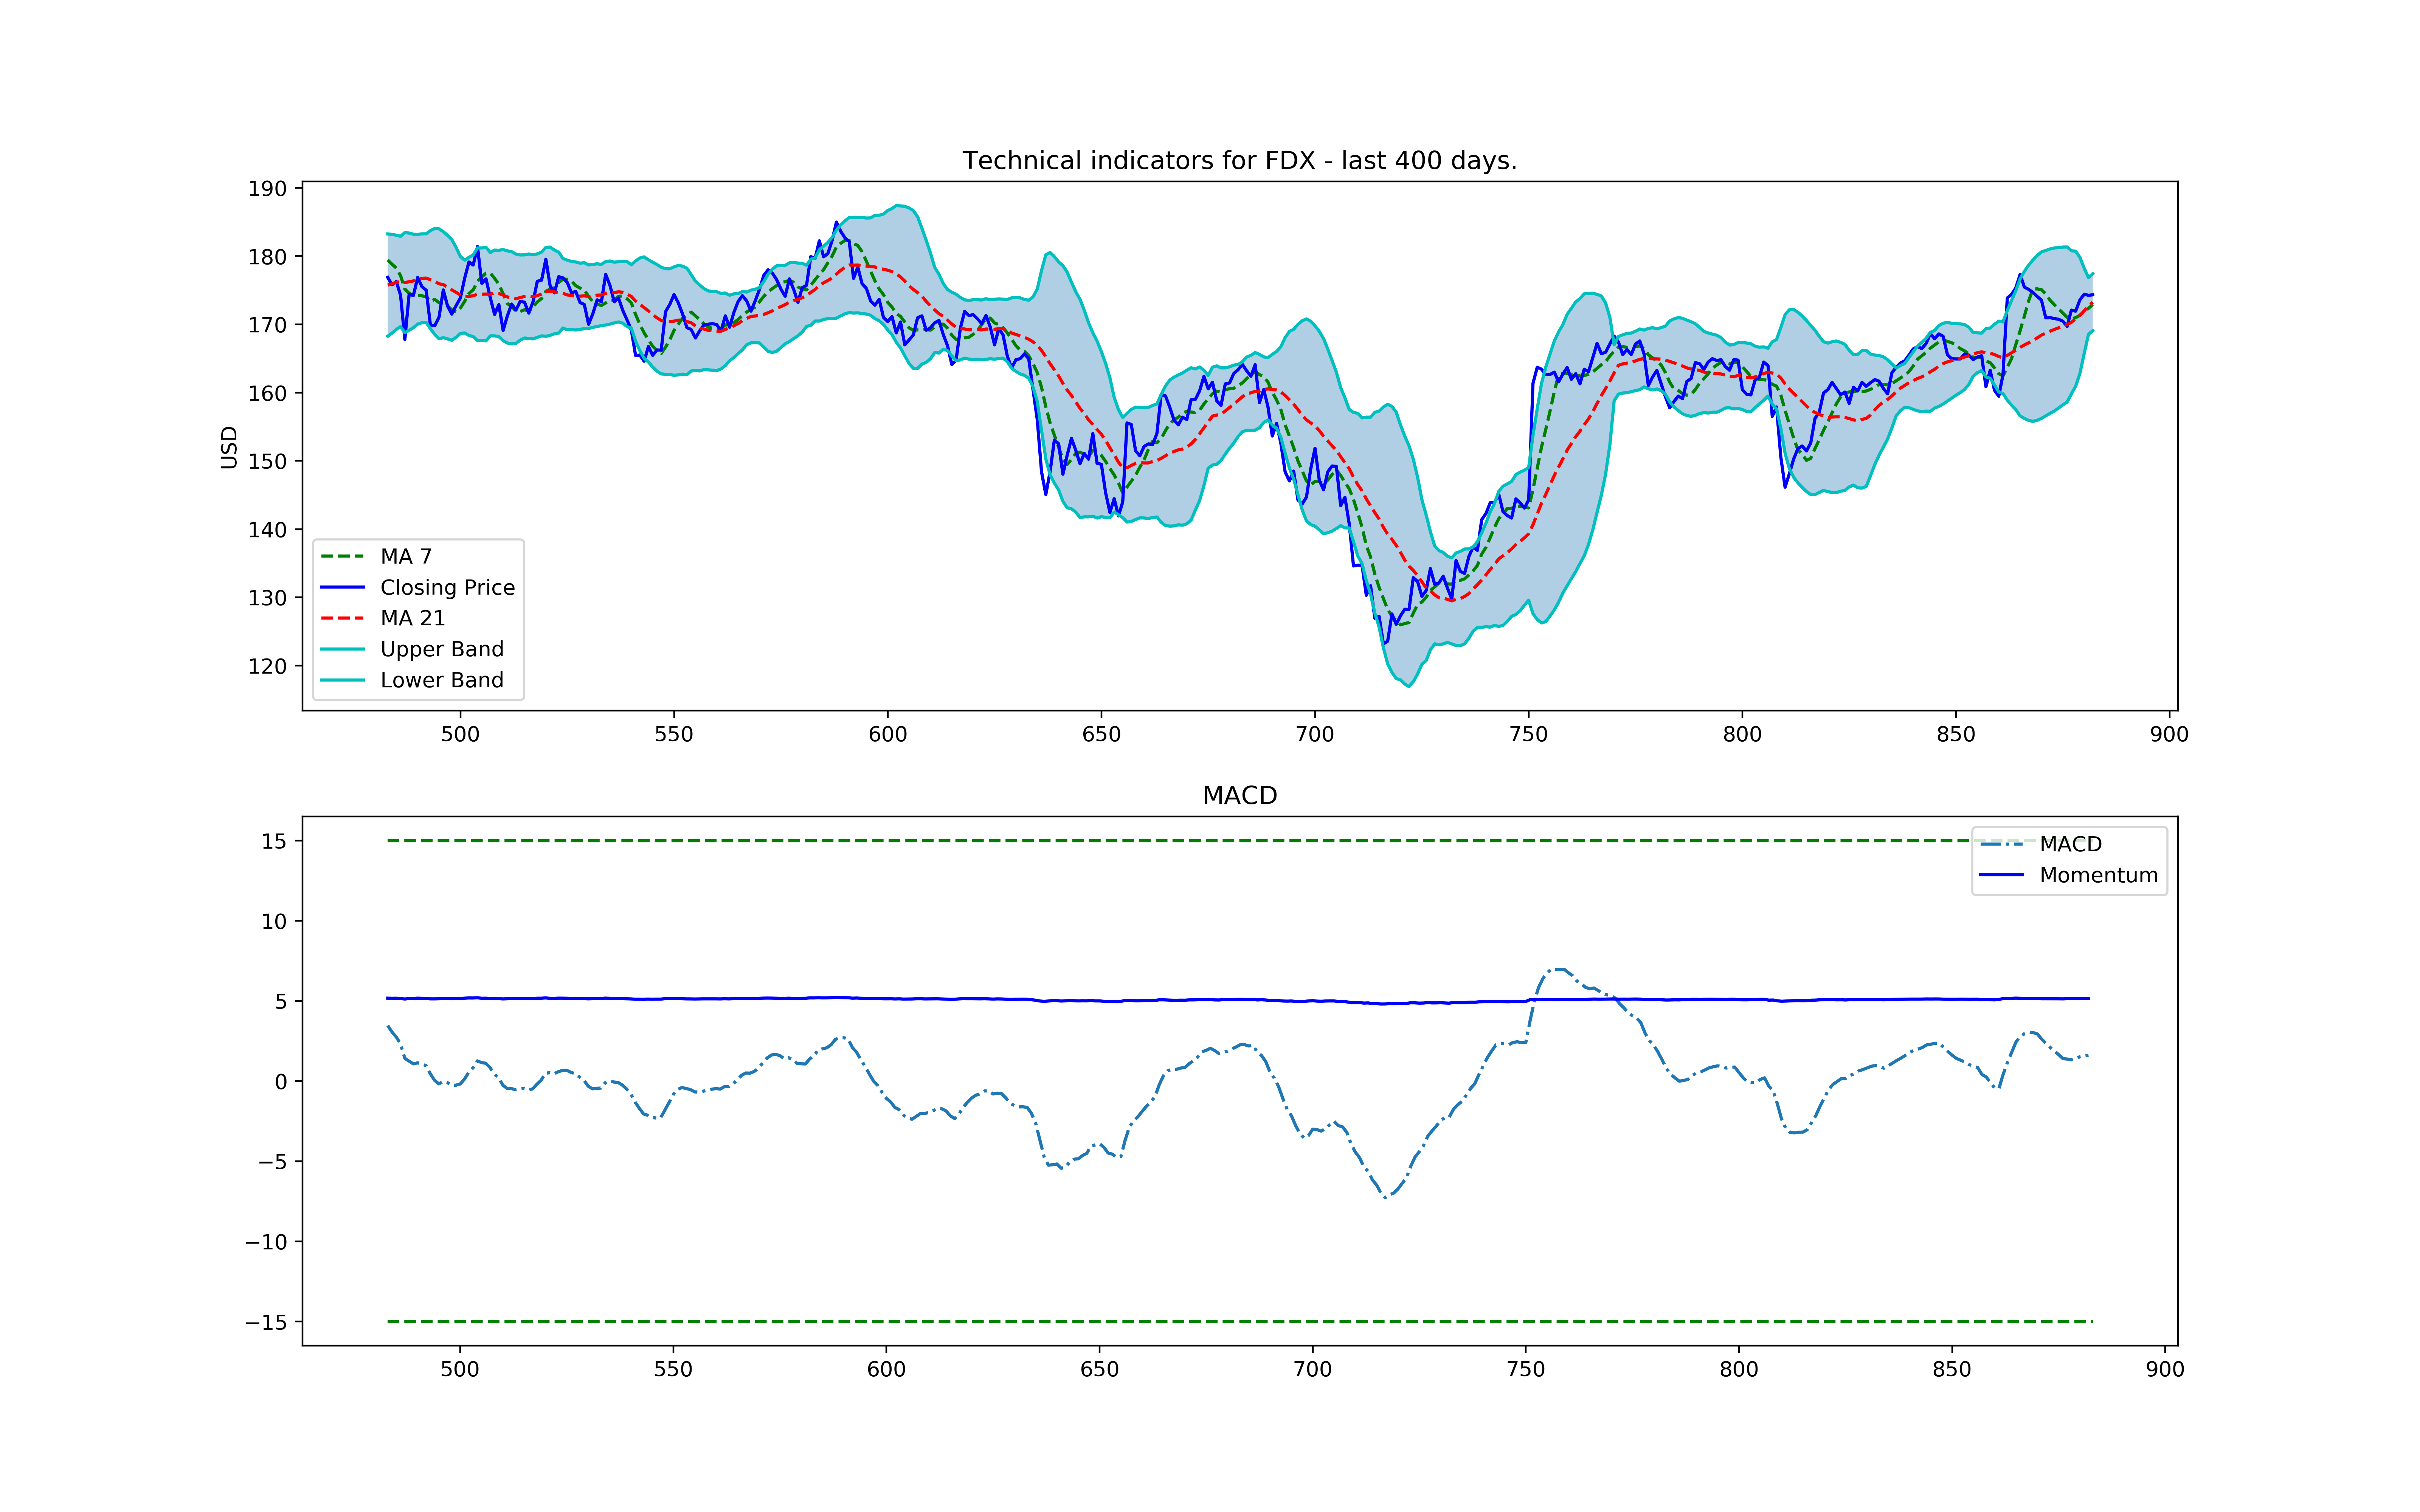 Technical indicators for FDX - last 400 days.
190
180
170
160
150
140
130
120
USD
MA 7
Closing Price
MA 21
Upper Band
Lower Band
500 550 600 650 700 750 800 850 900
MACD
15
10
5
0
−5
−10
−15
MACD
Momentum
500 550 600 650 700 750 800 850 900